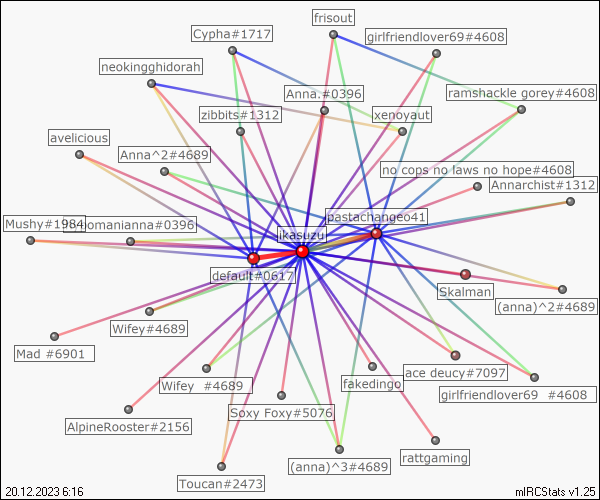 frisout
Cypha#1717
girlfriendlover69#4608
neokingghidorah
Anna.#0396
ramshackle gorey#4608
zibbits#1312
xenoyaut
avelicious
Anna^2#4689
no cops no laws no hope#4608
Annarchist#1312
Mushy#1984
omanianna#0396
pastachangeo41
ikasuzu
default#0617
Skalman
(anna)^2#4689
Wifey#4689
Mad #6901
Wifey #4689
fakedingo
ace deucy#7097
girlfriendlover69 #4608
Soxy Foxy#5076
AlpineRooster#2156
rattgaming
Toucan#2473
(anna)^3#4689
20.12.2023 6:16
mIRCStats v1.25